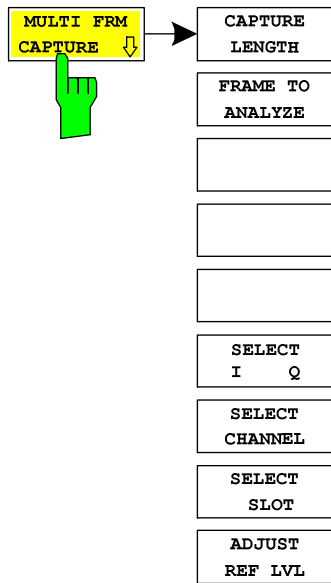 MULTI FRM
CAPTURE
CAPTURE
LENGTH
FRAME TO
ANALYZE
SELECT
I Q
SELECT
CHANNEL
SELECT
SLOT
ADJUST
REF LVL